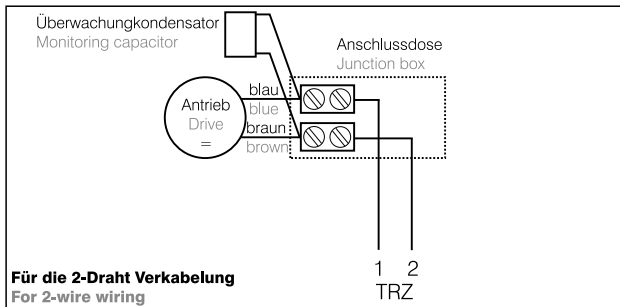 Überwachungkondensator
Monitoring capacitor
Anschlussdose
Junction box
blau
blue
Antrieb
Drive
=
braun
brown
1 2
TRZ
Für die 2-Draht Verkabelung
For 2-wire wiring